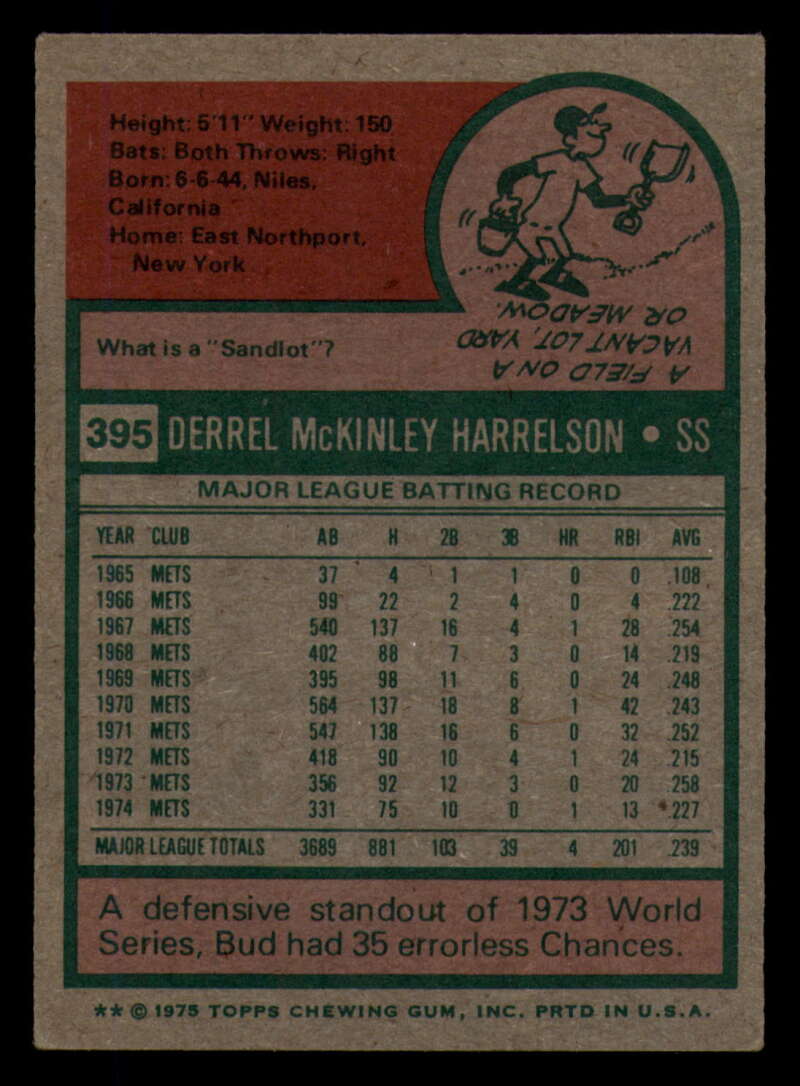 Height: 5'11" Weight: 150
Bats: Both Throws: Right
Born: 6-6-44, Niles,
California
Home: East Northport,
New York
What is a "Sandlot"?
A FIELD ON A
VACANT LOT, YARD
OR MEADOW.
395 DERREL McKINLEY HARRELSON • SS
MAJOR LEAGUE BATTING RECORD
YEAR CLUB AB H 2B 3B HR RBI AVG
1965 METS 37 4 1 1 0 0 .108
1966 METS 99 22 2 4 0 4 .222
1967 METS 540 137 16 4 1 28 .254
1968 METS 402 88 7 3 0 14 .219
1969 METS 395 98 11 6 0 24 .248
1970 METS 564 137 18 8 1 42 .243
1971 METS 547 138 16 6 0 32 .252
1972 METS 418 90 10 4 1 24 .215
1973 METS 356 92 12 3 0 20 .258
1974 METS 331 75 10 0 1 13 .227
MAJOR LEAGUE TOTALS 3689 881 103 39 4 201 .239
A defensive standout of 1973 World
Series, Bud had 35 errorless Chances.
** © 1975 TOPPS CHEWING GUM, INC. PRTD IN U.S.A.